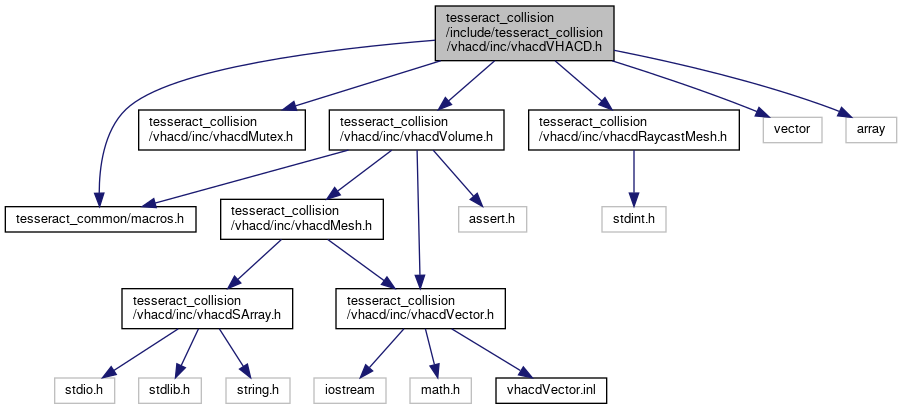 tesseract_collision
/include/tesseract_collision
/vhacd/inc/vhacdVHACD.h
tesseract_collision
/vhacd/inc/vhacdMutex.h
tesseract_collision
/vhacd/inc/vhacdVolume.h
tesseract_collision
/vhacd/inc/vhacdRaycastMesh.h
vector
array
tesseract_common/macros.h
tesseract_collision
/vhacd/inc/vhacdMesh.h
assert.h
stdint.h
tesseract_collision
/vhacd/inc/vhacdSArray.h
tesseract_collision
/vhacd/inc/vhacdVector.h
stdio.h
stdlib.h
string.h
iostream
math.h
vhacdVector.inl